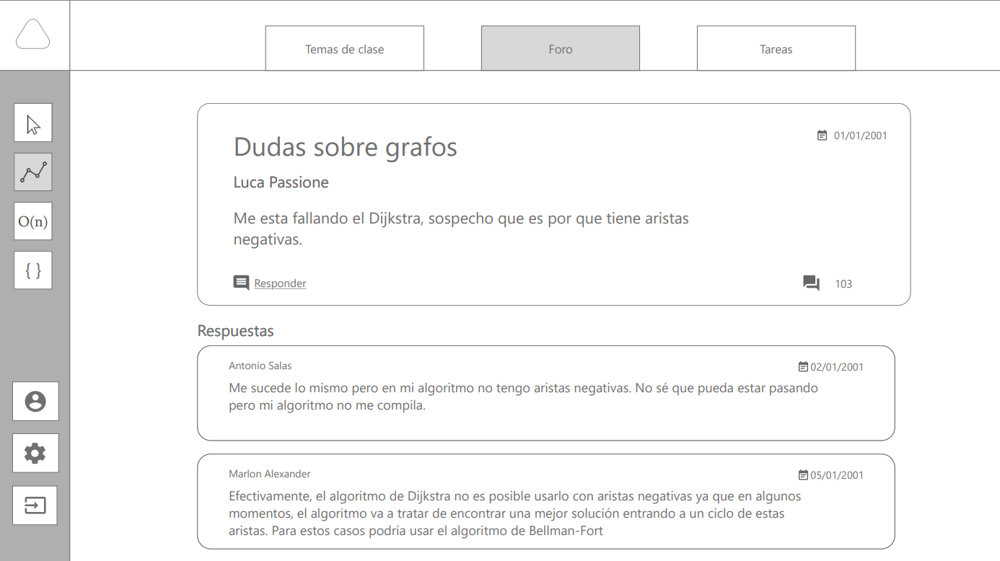 Temas de clase
Foro
Tareas
Dudas sobre grafos
01/01/2001
Luca Passione
Me esta fallando el Dijkstra, sospecho que es por que tiene aristas
negativas.
Responder
103
O(n)
{ }
Respuestas
Antonio Salas
02/01/2001
Me sucede lo mismo pero en mi algoritmo no tengo aristas negativas. No sé que pueda estar pasando
pero mi algoritmo no me compila.
Marlon Alexander
05/01/2001
Efectivamente, el algoritmo de Dijkstra no es posible usarlo con aristas negativas ya que en algunos
momentos, el algoritmo va a tratar de encontrar una mejor solución entrando a un ciclo de estas
aristas. Para estos casos podría usar el algoritmo de Bellman-Fort